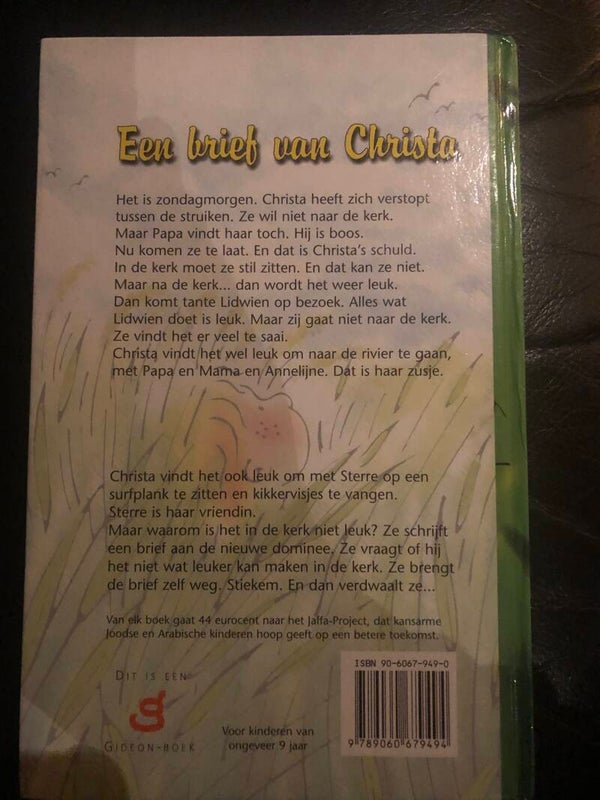 Een brief van Christa
Het is zondagmorgen. Christa heeft zich verstopt
tussen de struiken. Ze wil niet naar de kerk.
Maar Papa vindt haar toch. Hij is boos.
Nu komen ze te laat. En dat is Christa's schuld.
In de kerk moet ze stil zitten. En dat kan ze niet.
Maar na de kerk... dan wordt het weer leuk.
Dan komt tante Lidwien op bezoek. Alles wat
Lidwien doet is leuk. Maar zij gaat niet naar de kerk.
Ze vindt het er veel te saai.
Christa vindt het wel leuk om naar de rivier te gaan,
met Papa en Mama en Annelijne. Dat is haar zusje.
Christa vindt het ook leuk om met Sterre op een
surfplank te zitten en kikkervisjes te vangen.
Sterre is haar vriendin.
Maar waarom is het in de kerk niet leuk? Ze schrijft
een brief aan de nieuwe dominee. Ze vraagt of hij
het niet wat leuker kan maken in de kerk. Ze brengt
de brief zelf weg. Stiekem. En dan verdwaalt ze...
Van elk boek gaat 44 eurocent naar het Jaffa-Project, dat kansarme
Joodse en Arabische kinderen hoop geeft op een betere toekomst.
DIT IS EEN
GIDEON-BOEK
Voor kinderen van
ongeveer 9 jaar
ISBN 90-6067-949-0
9 789060 679494